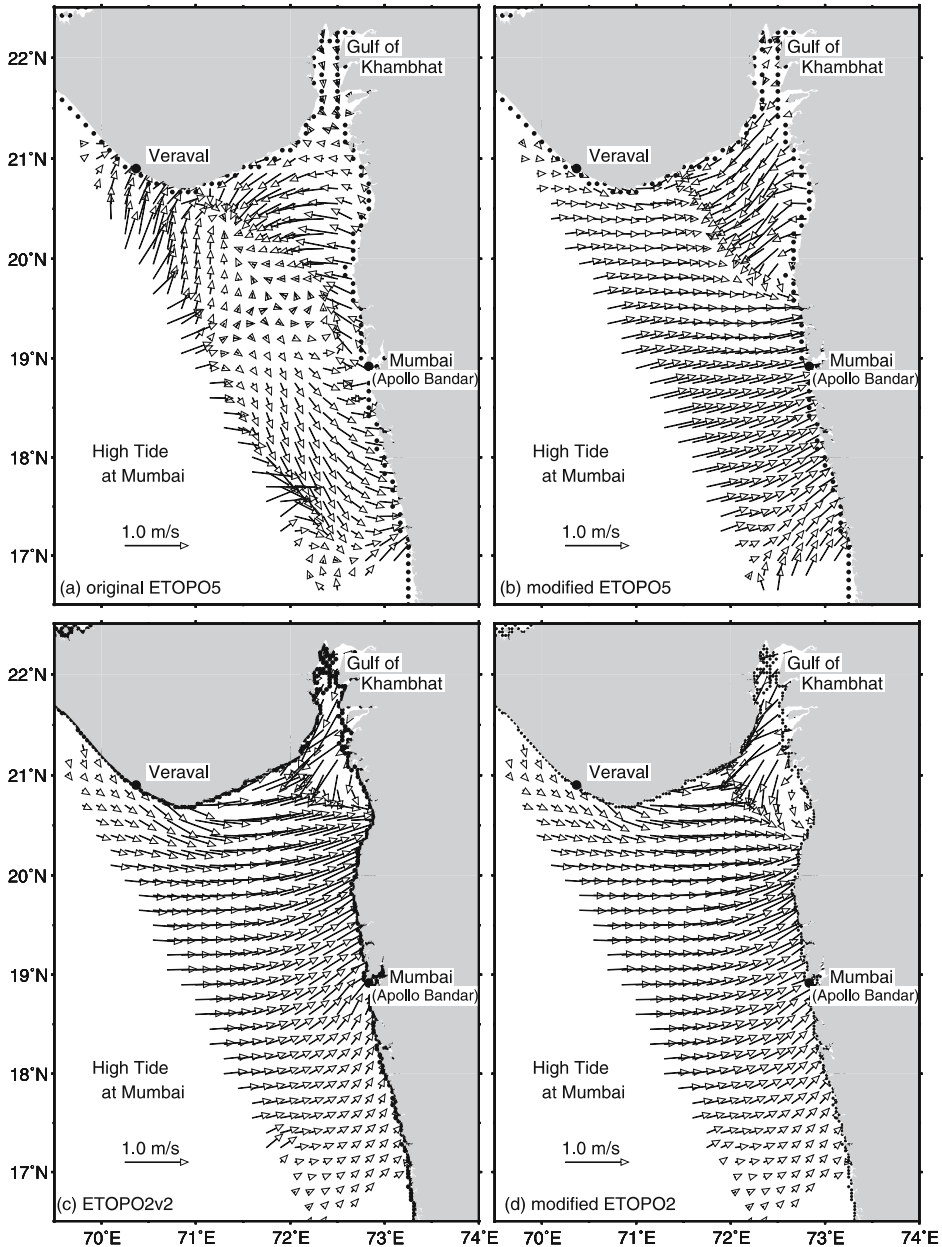 22˚N
21˚N
20˚N
19˚N
18˚N
17˚N
Gulf of
Khambhat
Veraval
Mumbai
(Apollo Bandar)
High Tide
at Mumbai
1.0 m/s
(a) original ETOPO5
Gulf of
Khambhat
Veraval
Mumbai
(Apollo Bandar)
High Tide
at Mumbai
1.0 m/s
(b) modified ETOPO5
22˚N
21˚N
20˚N
19˚N
18˚N
17˚N
Gulf of
Khambhat
Veraval
Mumbai
(Apollo Bandar)
High Tide
at Mumbai
1.0 m/s
(c) ETOPO2v2
Gulf of
Khambhat
Veraval
Mumbai
(Apollo Bandar)
High Tide
at Mumbai
1.0 m/s
(d) modified ETOPO2
70˚E 71˚E 72˚E 73˚E 70˚E 71˚E 72˚E 73˚E 74˚E